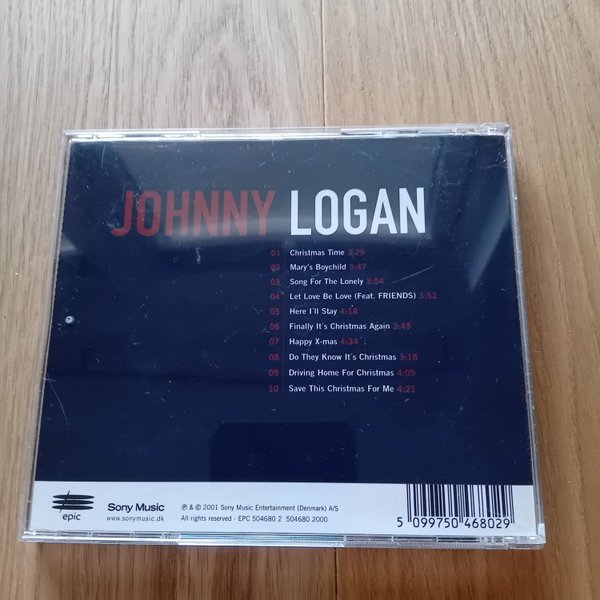 JOHNNY LOGAN
01 Christmas Time 3:29
02 Mary's Boychild 3:47
03 Song For The Lonely 3:54
04 Let Love Be Love (Feat. FRIENDS) 3:52
05 Here I'll Stay 4:18
06 Finally It's Christmas Again 3:45
07 Happy X-mas 4:34
08 Do They Know It's Christmas 3:18
09 Driving Home For Christmas 4:09
10 Save This Christmas For Me 4:21
epic
Sony Music
www.sonymusic.dk
℗ & © 2001 Sony Music Entertainment (Denmark) A/S
All rights reserved - EPC 504680 2 504680 2000
5 099750 468029